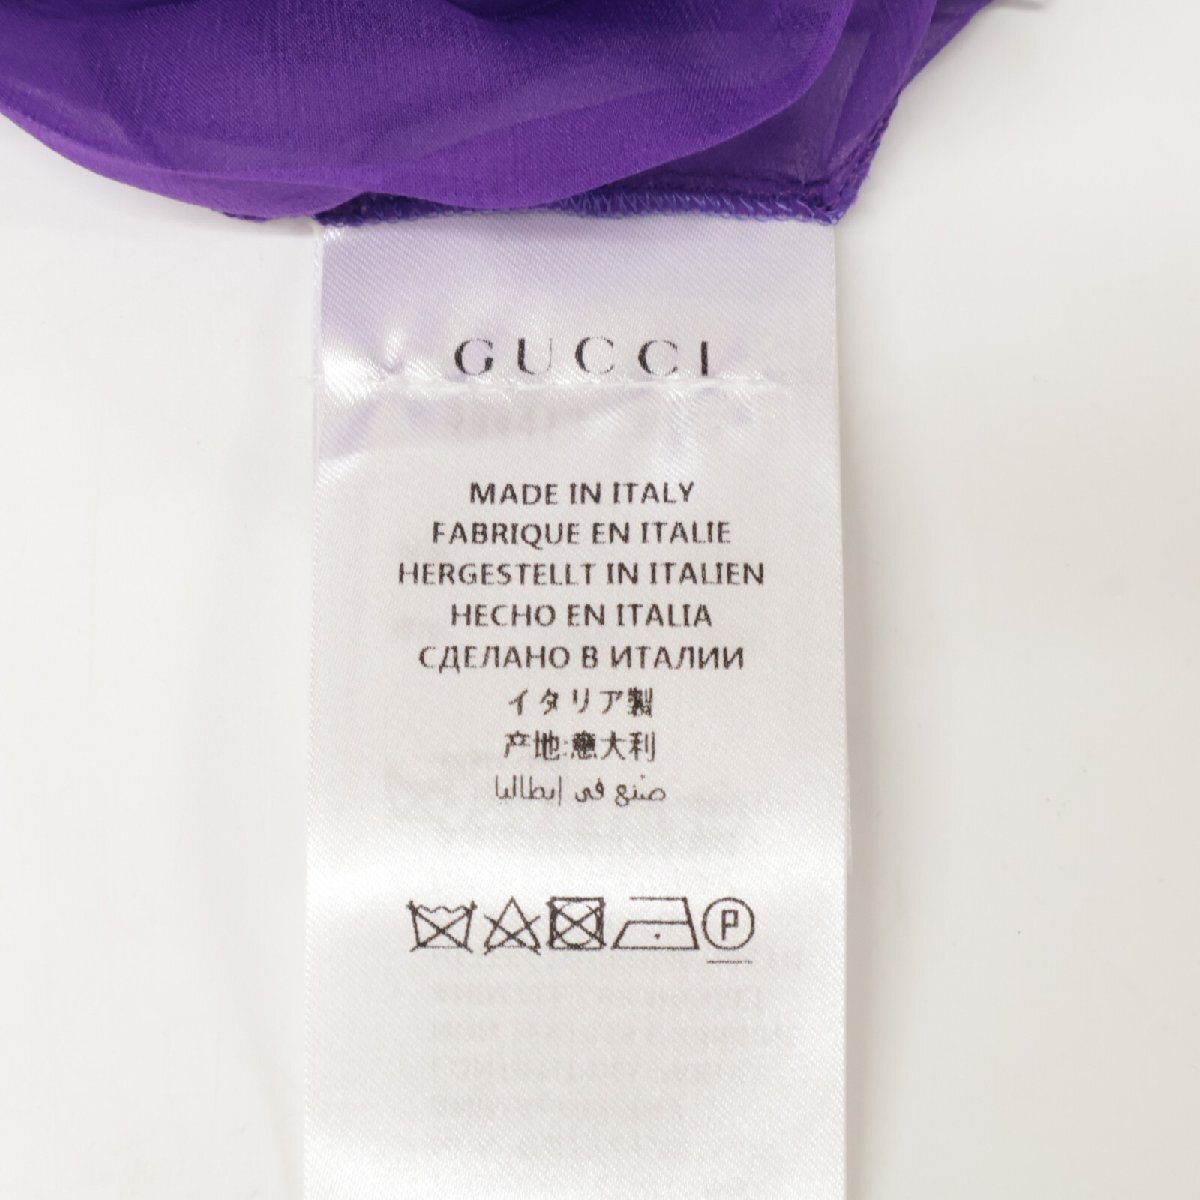 GUCCI
MADE IN ITALY
FABRIQUE EN ITALIE
HERGESTELLT IN ITALIEN
HECHO EN ITALIA
СДЕЛАНО В ИТАЛИИ
イタリア製
产地:意大利
صنع في إيطاليا
P